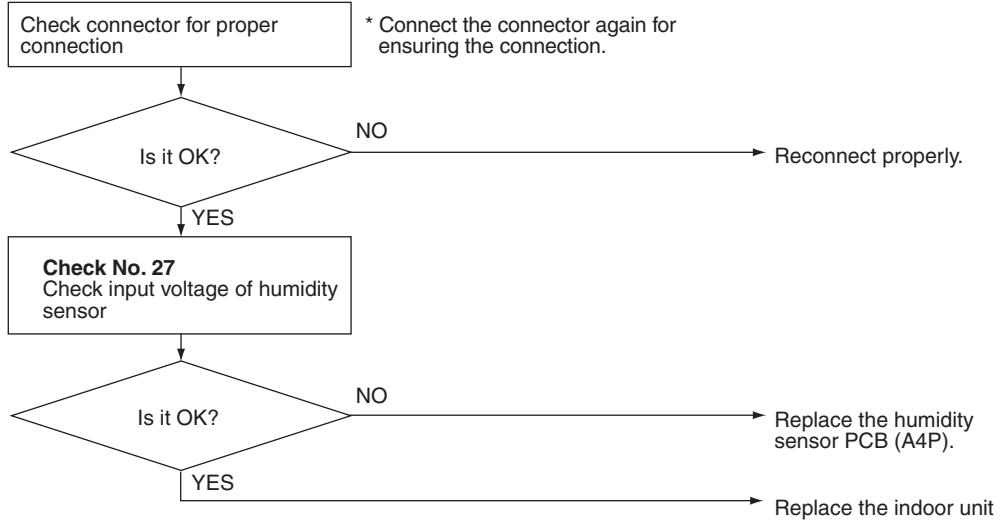 Check connector for proper
connection
* Connect the connector again for
ensuring the connection.
Is it OK?
NO
Reconnect properly.
YES
Check No. 27
Check input voltage of humidity
sensor
Is it OK?
NO
Replace the humidity
sensor PCB (A4P).
YES
Replace the indoor unit